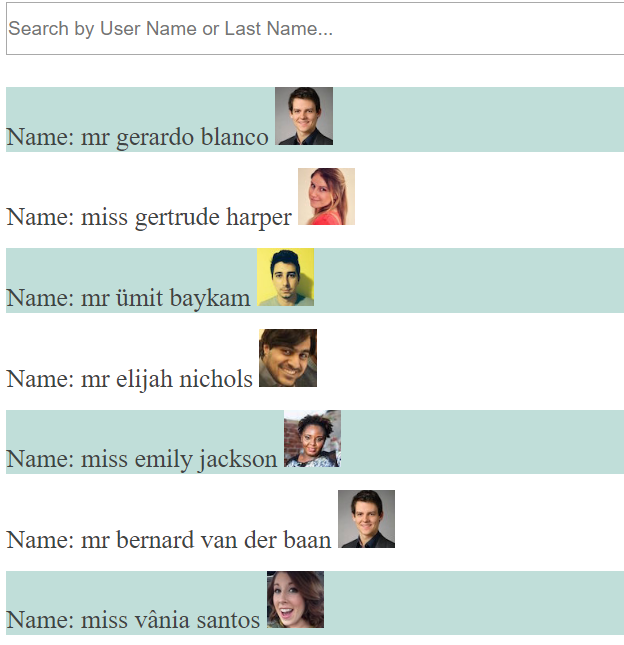 Search by User Name or Last Name...
Name: mr gerardo blanco
Name: miss gertrude harper
Name: mr ümit baykam
Name: mr elijah nichols
Name: miss emily jackson
Name: mr bernard van der baan
Name: miss vânia santos